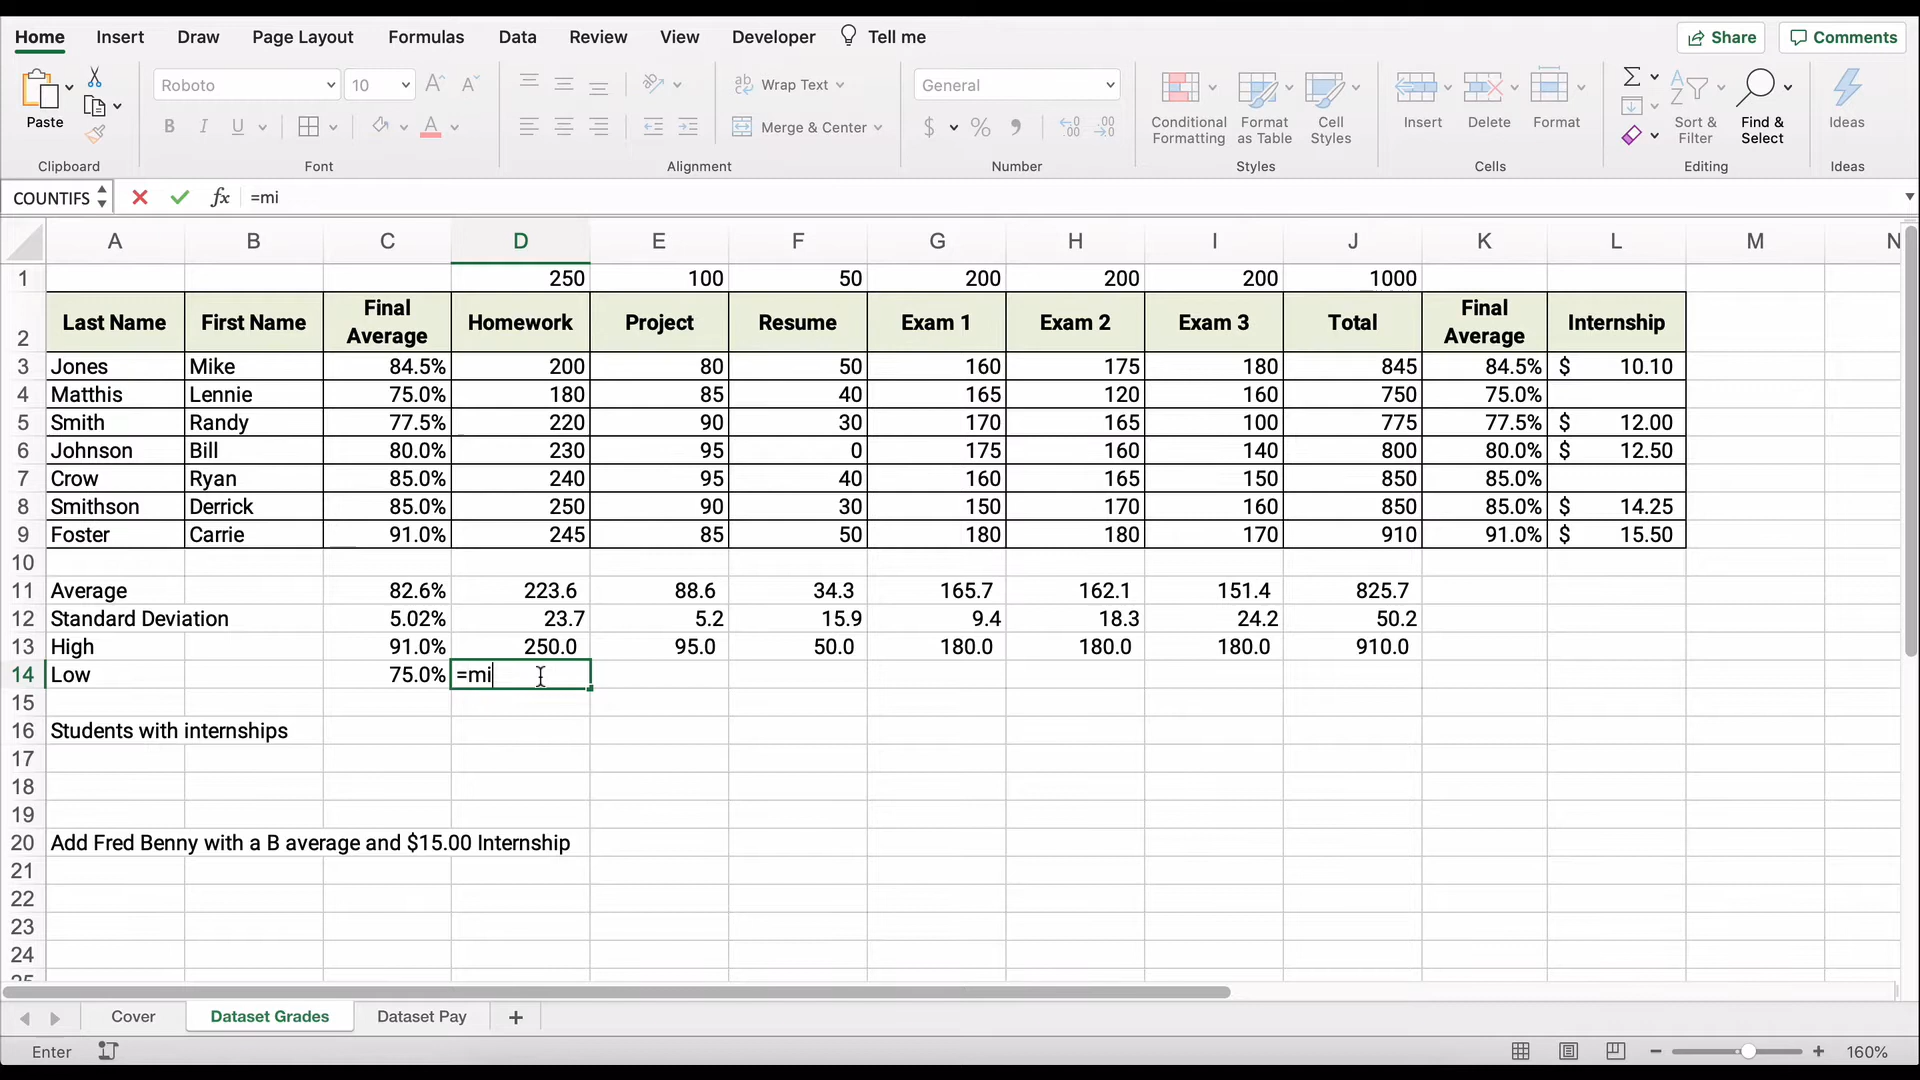 Home Insert Draw Page Layout Formulas Data Review View Developer Tell me Share Comments
Paste Roboto 10 A^ A˅ ab Wrap Text General
B I U A Merge & Center $ % Conditional Formatting Format as Table Cell Styles Insert Delete Format Sort & Filter Find & Select Ideas
Clipboard Font Alignment Number Styles Cells Editing Ideas
COUNTIFS fx =mi
A B C D E F G H I J K L M N
1 250 100 50 200 200 200 1000
2 Last Name First Name Final Average Homework Project Resume Exam 1 Exam 2 Exam 3 Total Final Average Internship
3 Jones Mike 84.5% 200 80 50 160 175 180 845 84.5% $ 10.10
4 Matthis Lennie 75.0% 180 85 40 165 120 160 750 75.0%
5 Smith Randy 77.5% 220 90 30 170 165 100 775 77.5% $ 12.00
6 Johnson Bill 80.0% 230 95 0 175 160 140 800 80.0% $ 12.50
7 Crow Ryan 85.0% 240 95 40 160 165 150 850 85.0%
8 Smithson Derrick 85.0% 250 90 30 150 170 160 850 85.0% $ 14.25
9 Foster Carrie 91.0% 245 85 50 180 180 170 910 91.0% $ 15.50
10
11 Average 82.6% 223.6 88.6 34.3 165.7 162.1 151.4 825.7
12 Standard Deviation 5.02% 23.7 5.2 15.9 9.4 18.3 24.2 50.2
13 High 91.0% 250.0 95.0 50.0 180.0 180.0 180.0 910.0
14 Low 75.0% =mi
15
16 Students with internships
17
18
19
20 Add Fred Benny with a B average and $15.00 Internship
21
22
23
24
25
Cover Dataset Grades Dataset Pay +
Enter 160%